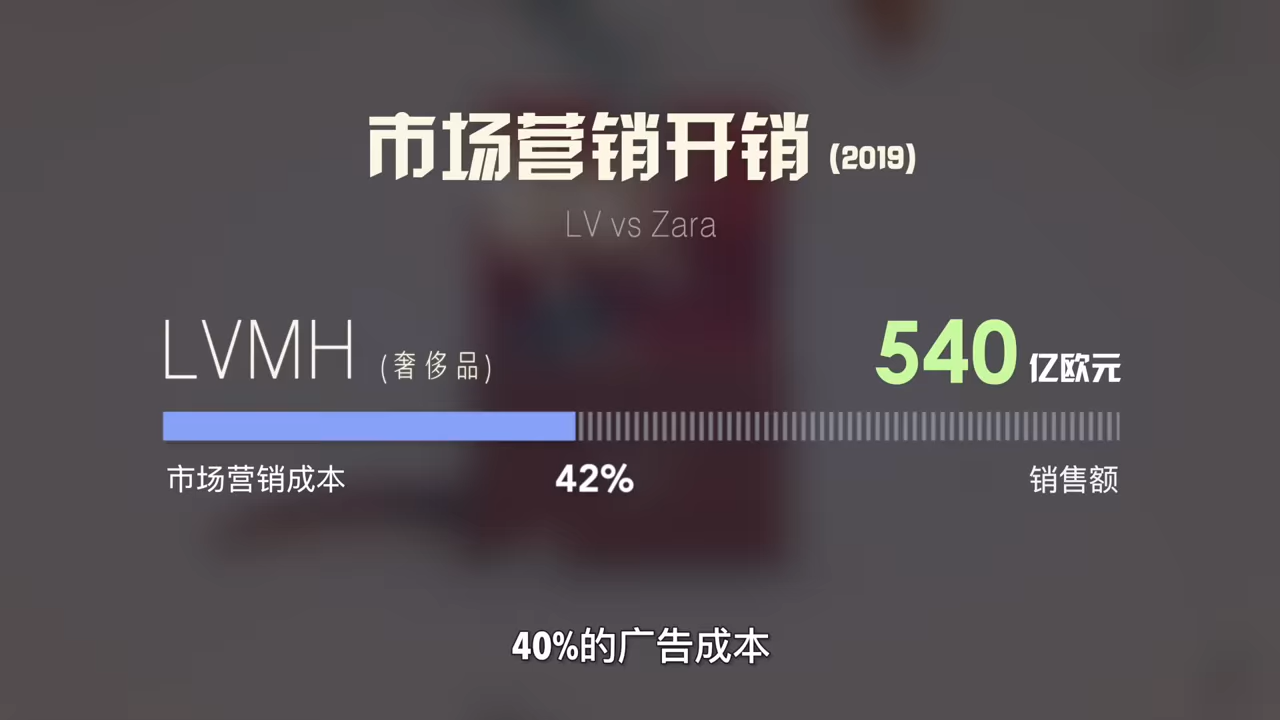 市场营销开销 (2019)
LV vs Zara
LVMH (奢侈品) 540 亿欧元
市场营销成本 42% 销售额
40%的广告成本